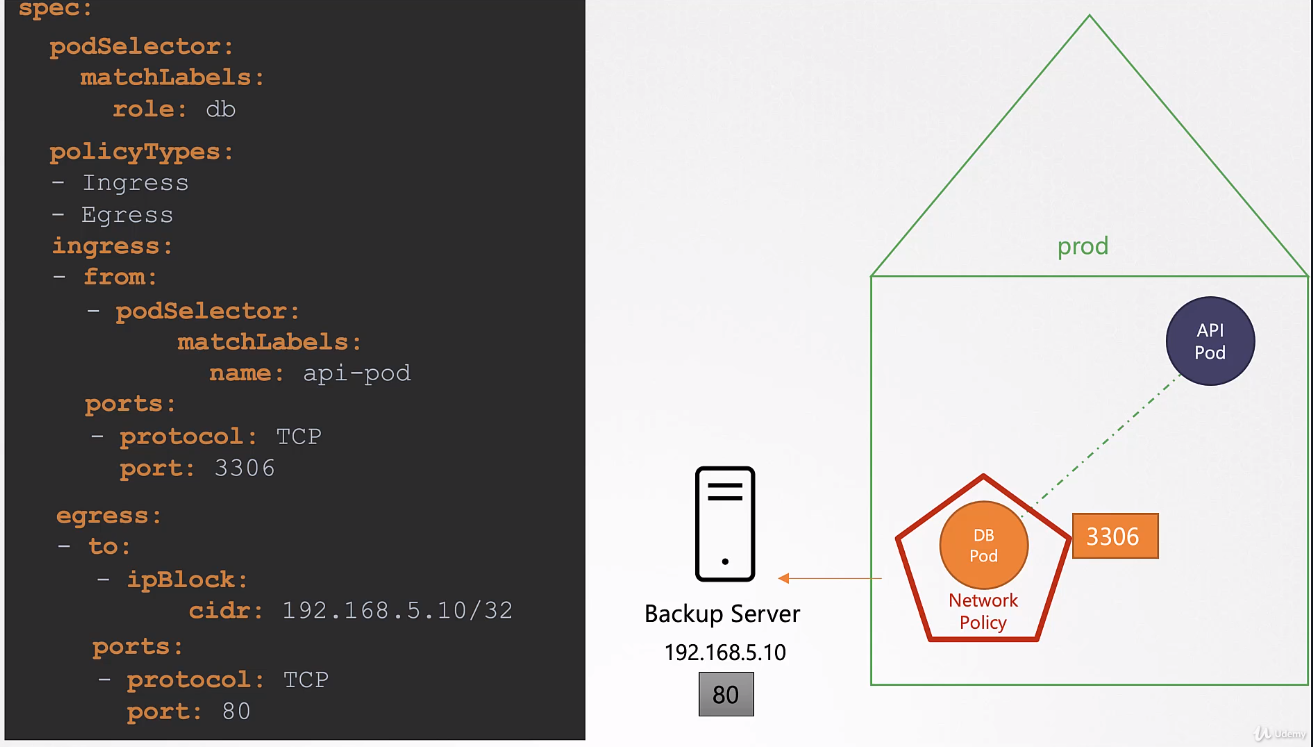 spec:
podSelector:
matchLabels:
role: db
policyTypes:
- Ingress
- Egress
ingress:
- from:
- podSelector:
matchLabels:
name: api-pod
ports:
- protocol: TCP
port: 3306
egress:
- to:
- ipBlock:
cidr: 192.168.5.10/32
ports:
- protocol: TCP
port: 80
prod
API
Pod
DB
Pod
3306
Network
Policy
Backup Server
192.168.5.10
80
Udemy